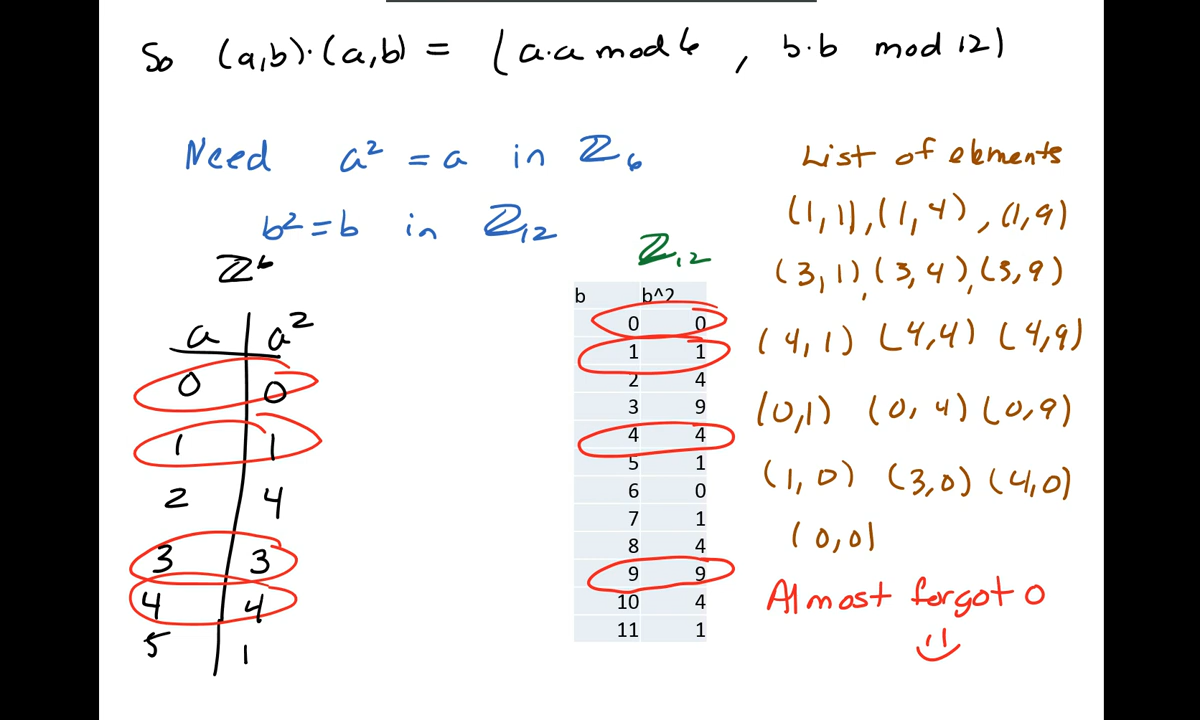 So (a,b)·(a,b) = (a·a mod 6 , b·b mod 12)
Need a² = a in ℤ₆
b² = b in ℤ₁₂
ℤ₆
a a²
0 0
1 1
2 4
3 3
4 4
5 1
ℤ₁₂
b b^2
0 0
1 1
2 4
3 9
4 4
5 1
6 0
7 1
8 4
9 9
10 4
11 1
List of elements
(1,1), (1,4), (1,9)
(3,1), (3,4), (3,9)
(4,1) (4,4) (4,9)
(0,1) (0,4) (0,9)
(1,0) (3,0) (4,0)
(0,0)
Almost forgot 0